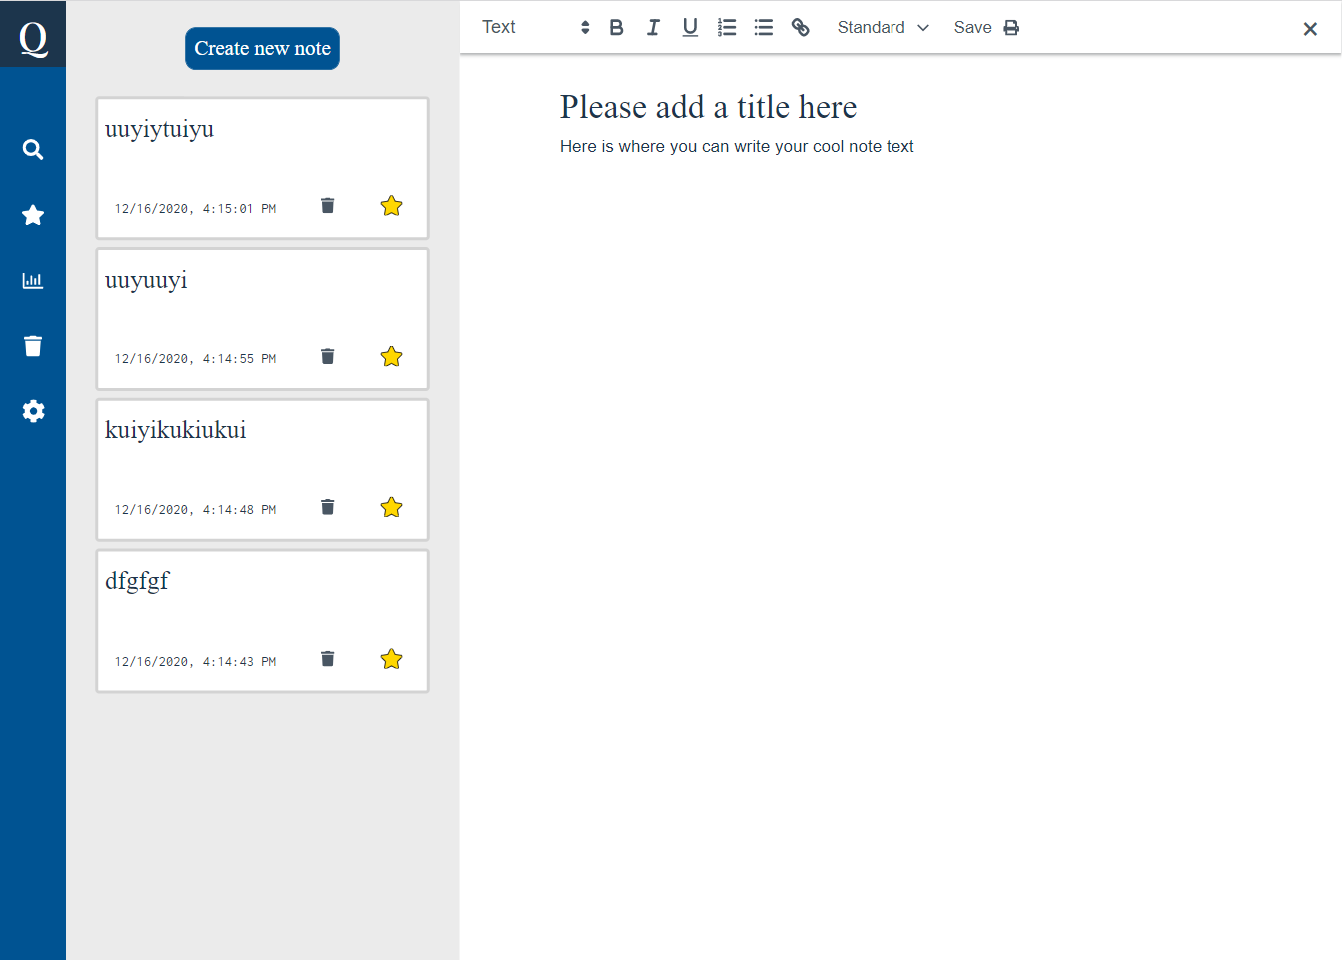 Q
Create new note
uuyiytuiyu
12/16/2020, 4:15:01 PM
uuyuuyi
12/16/2020, 4:14:55 PM
kuiyikukiukui
12/16/2020, 4:14:48 PM
dfgfgf
12/16/2020, 4:14:43 PM
Text B I U Standard Save
Please add a title here
Here is where you can write your cool note text